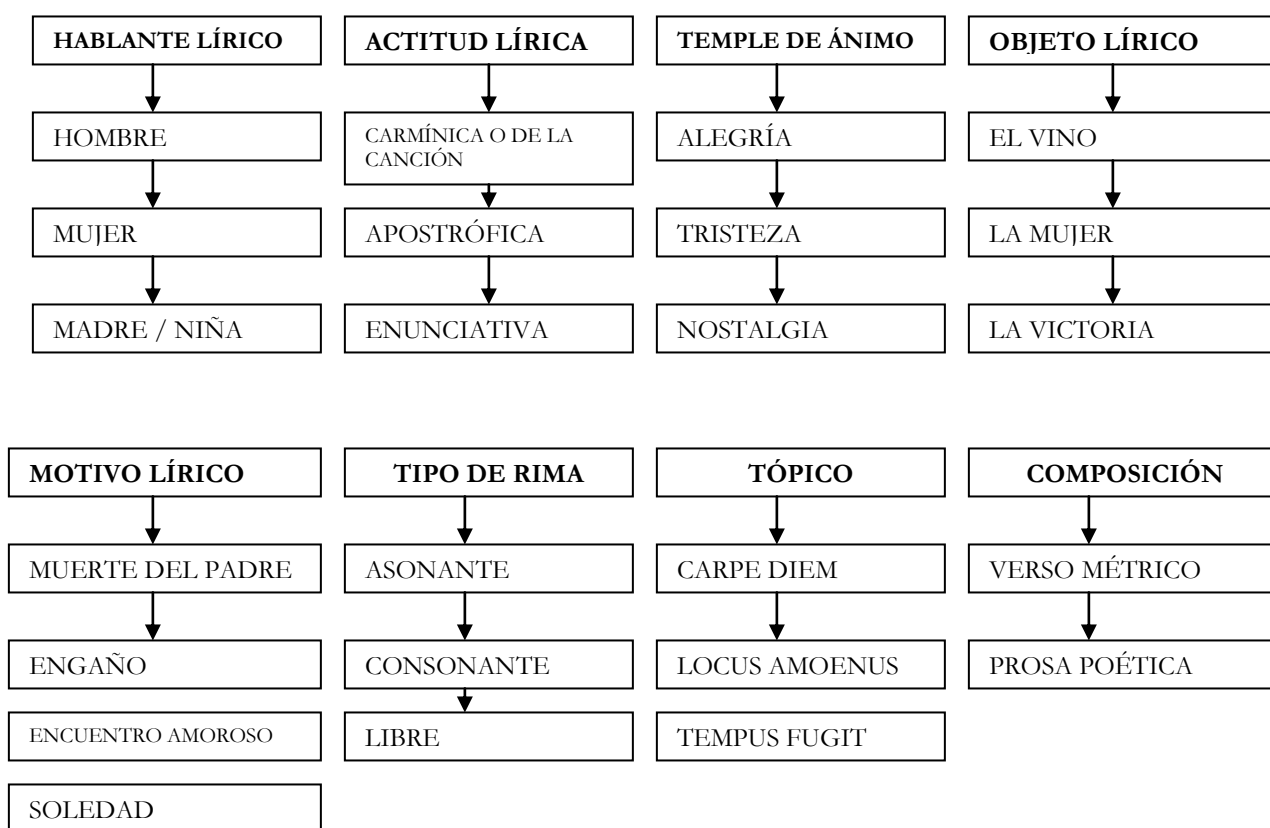 HABLANTE LÍRICO
HOMBRE
MUJER
MADRE / NIÑA
ACTITUD LÍRICA
CARMÍNICA O DE LA
CANCIÓN
APOSTRÓFICA
ENUNCIATIVA
TEMPLE DE ÁNIMO
ALEGRÍA
TRISTEZA
NOSTALGIA
OBJETO LÍRICO
EL VINO
LA MUJER
LA VICTORIA
MOTIVO LÍRICO
MUERTE DEL PADRE
ENGAÑO
ENCUENTRO AMOROSO
SOLEDAD
TIPO DE RIMA
ASONANTE
CONSONANTE
LIBRE
TÓPICO
CARPE DIEM
LOCUS AMOENUS
TEMPUS FUGIT
COMPOSICIÓN
VERSO MÉTRICO
PROSA POÉTICA